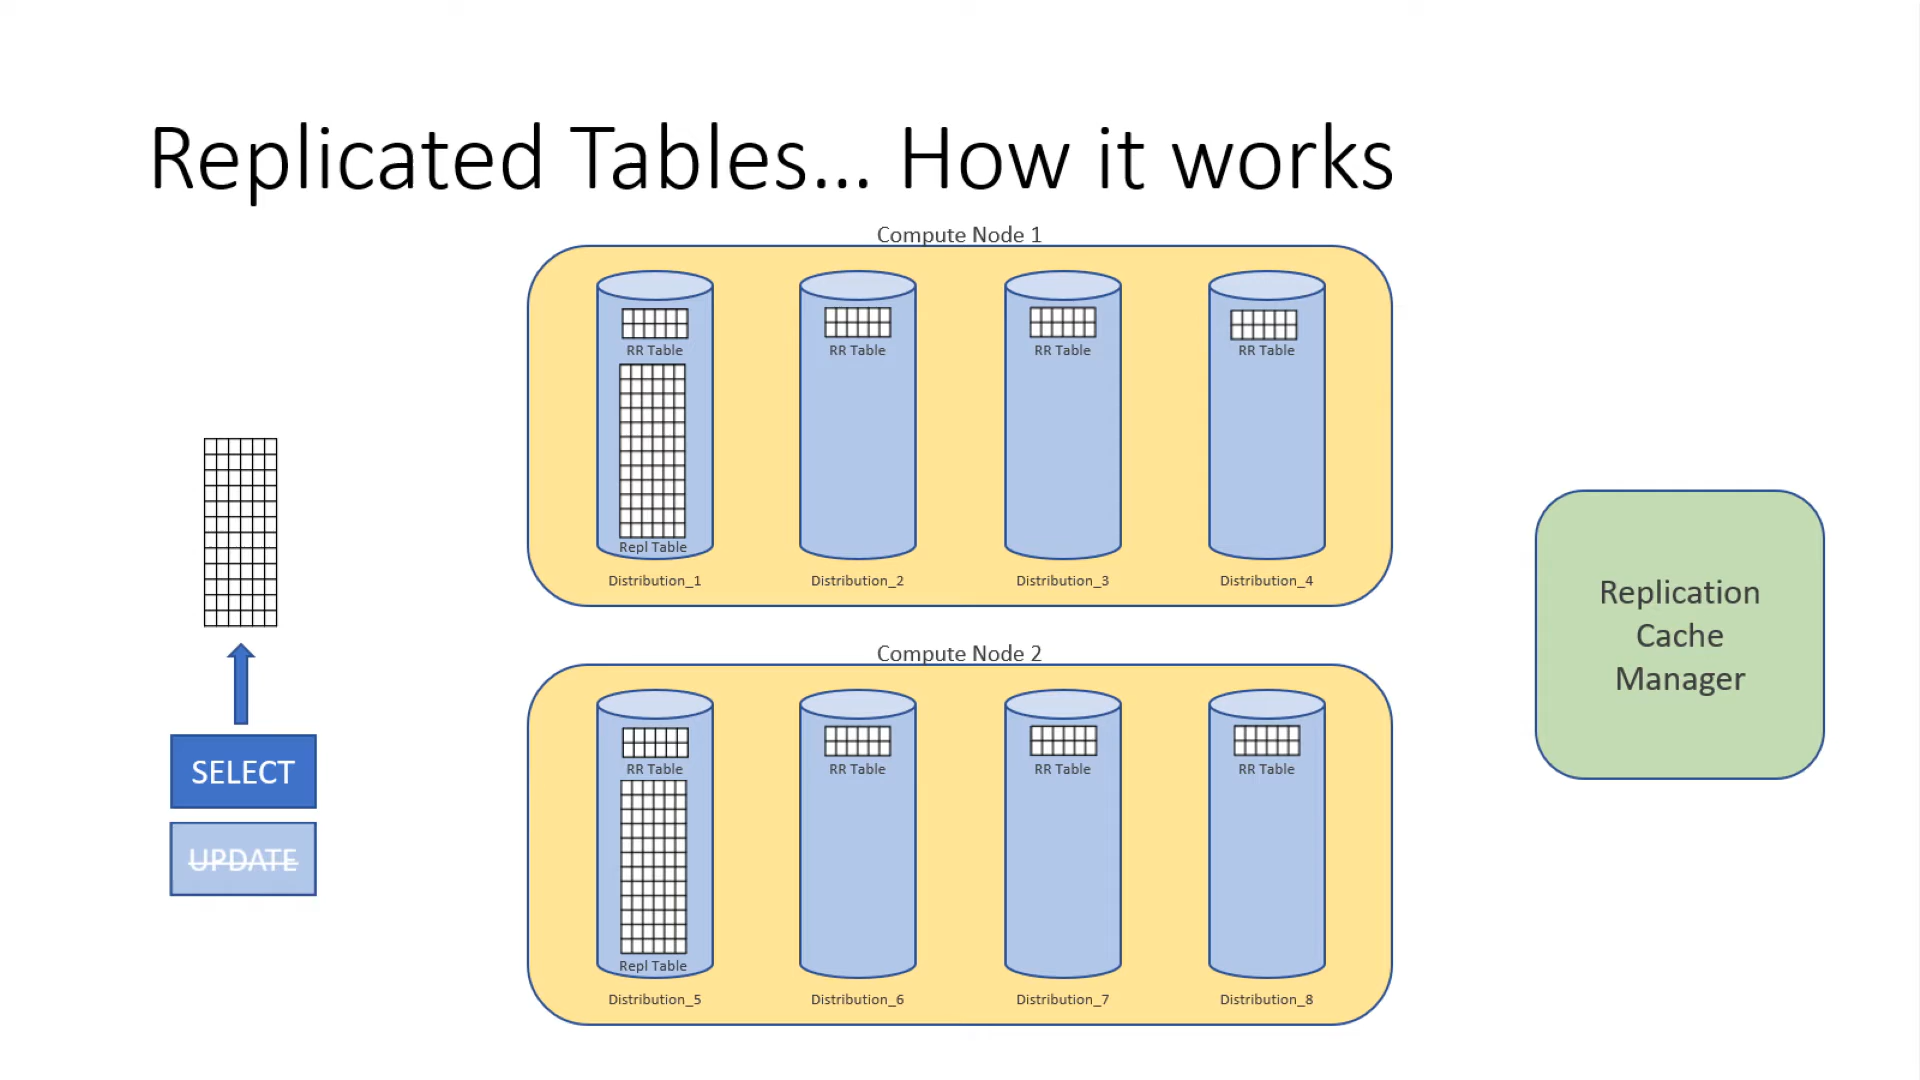 Replicated Tables... How it works
Compute Node 1
RR Table
RR Table
RR Table
RR Table
Repl Table
Distribution_1
Distribution_2
Distribution_3
Distribution_4
Compute Node 2
RR Table
RR Table
RR Table
RR Table
Repl Table
Distribution_5
Distribution_6
Distribution_7
Distribution_8
SELECT
UPDATE
Replication
Cache
Manager